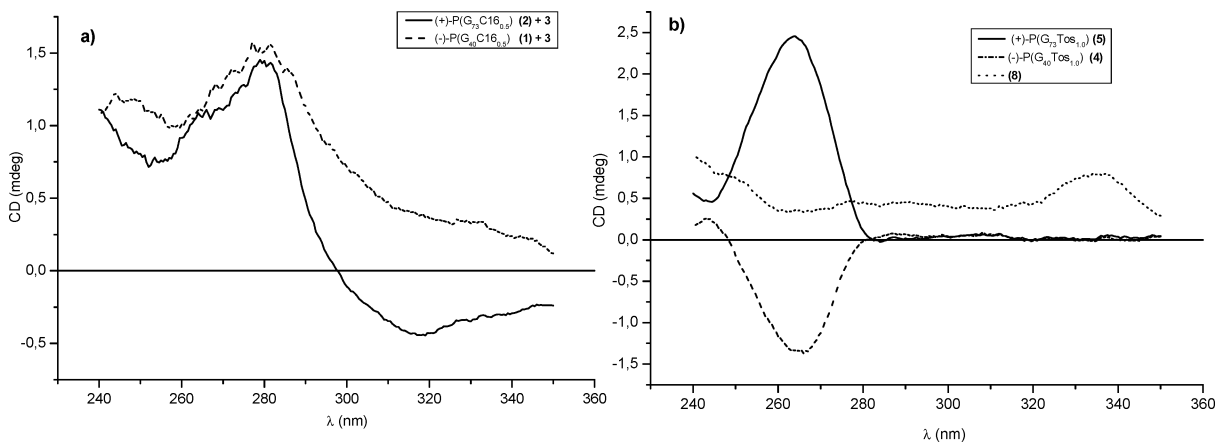 a)
(+)-P(G73C160.5) (2) + 3
(-)-P(G40C160.5) (1) + 3
CD (mdeg)
1,5
1,0
0,5
0,0
-0,5
240 260 280 300 320 340 360
λ (nm)
b)
(+)-P(G73Tos1.0) (5)
(-)-P(G40Tos1.0) (4)
(8)
CD (mdeg)
2,5
2,0
1,5
1,0
0,5
0,0
-0,5
-1,0
-1,5
240 260 280 300 320 340 360
λ (nm)